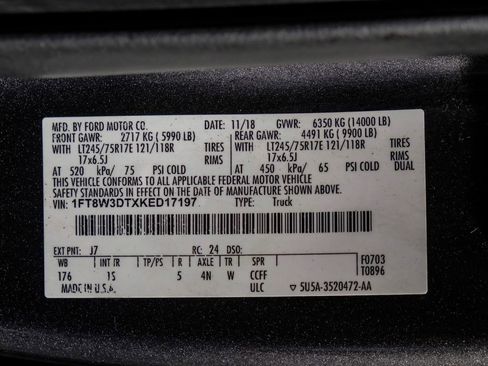 MFD. BY FORD MOTOR CO. DATE: 11/18 GVWR: 6350 KG (14000 LB)
FRONT GAWR: 2717 KG (5990 LB) REAR GAWR: 4491 KG (9900 LB)
WITH LT245/75R17E 121/118R TIRES WITH LT245/75R17E 121/118R TIRES
17x6.5J RIMS 17x6.5J RIMS
AT 520 kPa/ 75 PSI COLD AT 450 kPa/ 65 PSI COLD DUAL
THIS VEHICLE CONFORMS TO ALL APPLICABLE FEDERAL MOTOR VEHICLE
SAFETY STANDARDS IN EFFECT ON THE DATE OF MANUFACTURE SHOWN ABOVE.
VIN: 1FT8W3DTXKED17197 TYPE: Truck
EXT PNT: J7 RC: 24 DSO:
WB INT TR TP/PS R AXLE TR SPR F0703
176 1S 5 4N W CCFF T0896
MADE IN U.S.A. ULC 5U5A-3520472-AA